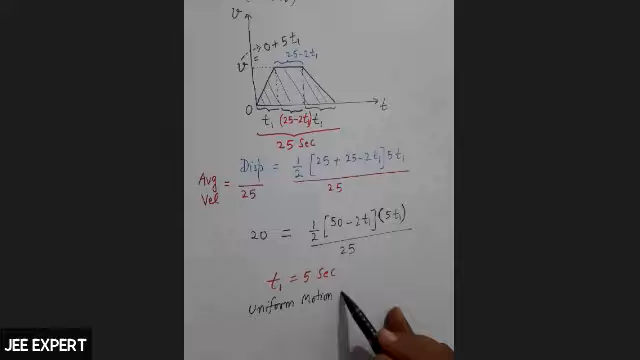 v
v = 0 + 5t₁
25-2t₁
0
t
t₁ (25-2t₁) t₁
25 Sec
Avg Vel = Disp / 25 = ½ [25 + 25 - 2t₁] 5t₁ / 25
20 = ½ [50 - 2t₁] (5t₁) / 25
t₁ = 5 Sec
Uniform Motion
JEE EXPERT